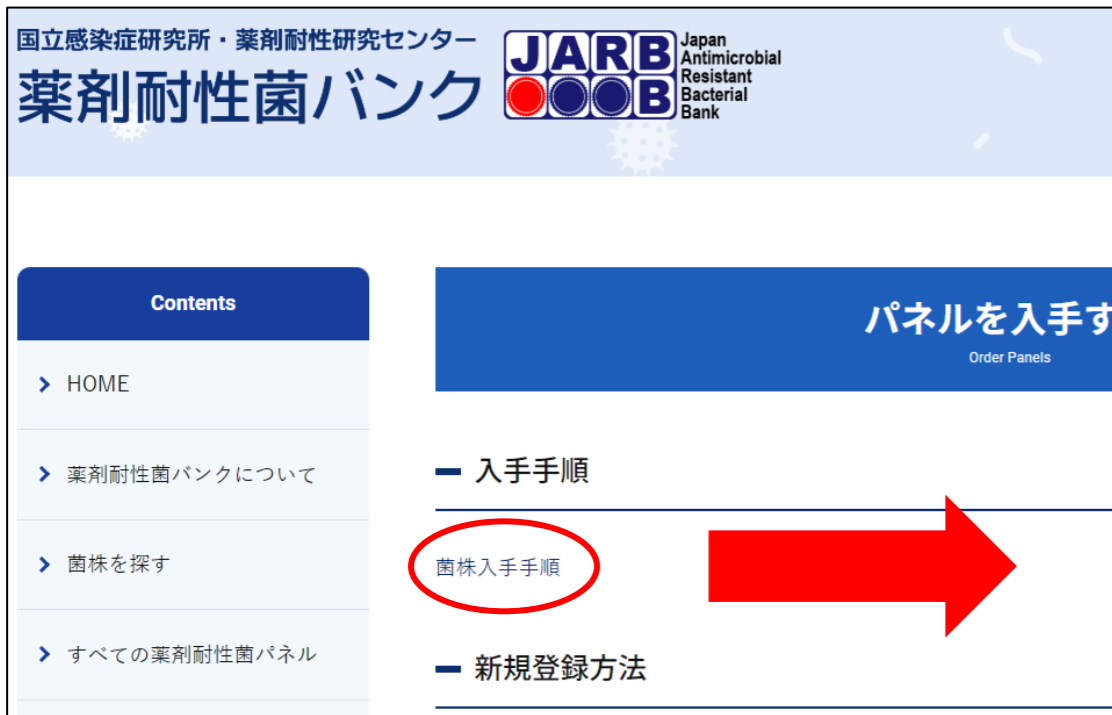 国立感染症研究所・薬剤耐性研究センター
薬剤耐性菌バンク
JARB
B
Japan
Antimicrobial
Resistant
Bacterial
Bank
Contents
HOME
薬剤耐性菌バンクについて
菌株を探す
すべての薬剤耐性菌パネル
パネルを入手す
Order Panels
入手手順
菌株入手手順
新規登録方法